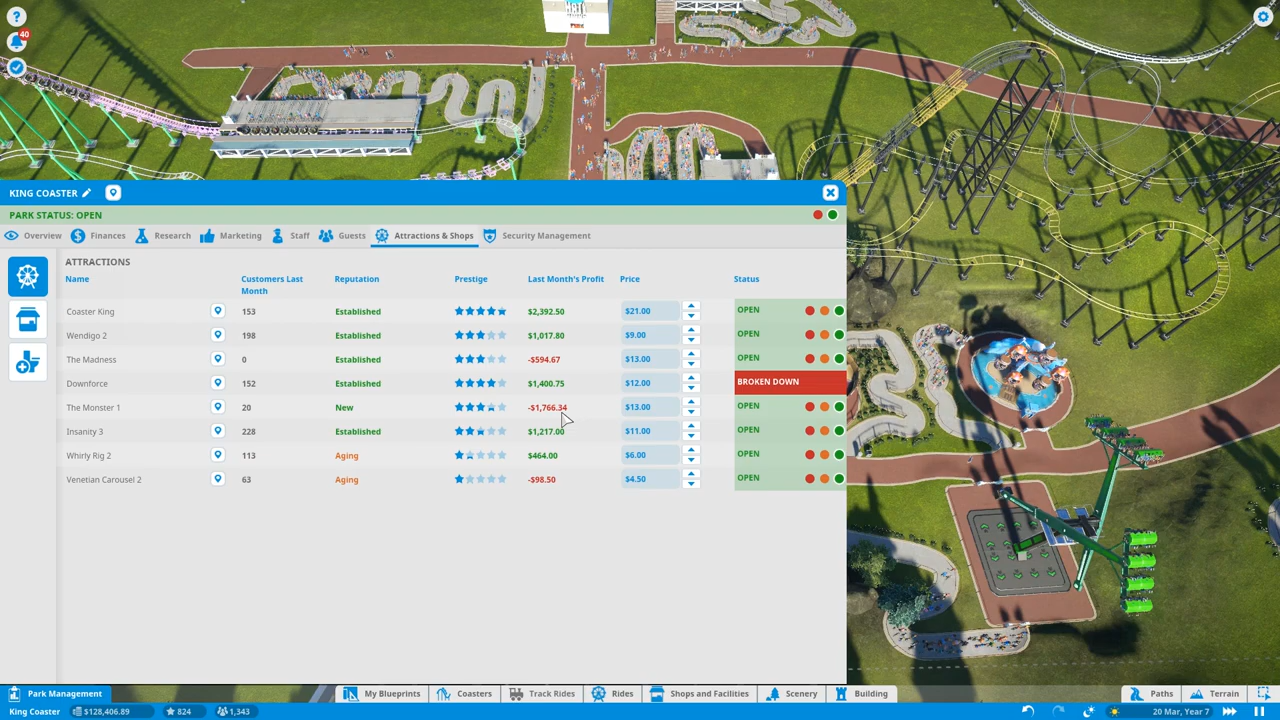 ?
40
KING COASTER
PARK STATUS: OPEN
Overview Finances Research Marketing Staff Guests Attractions & Shops Security Management
ATTRACTIONS
Name Customers Last Month Reputation Prestige Last Month's Profit Price Status
Coaster King 153 Established $2,392.50 $21.00 OPEN
Wendigo 2 198 Established $1,017.80 $9.00 OPEN
The Madness 0 Established -$594.67 $13.00 OPEN
Downforce 152 Established $1,400.75 $12.00 BROKEN DOWN
The Monster 1 20 New -$1,766.34 $13.00 OPEN
Insanity 3 228 Established $1,217.00 $11.00 OPEN
Whirly Rig 2 113 Aging $464.00 $6.00 OPEN
Venetian Carousel 2 63 Aging -$98.50 $4.50 OPEN
Park Management My Blueprints Coasters Track Rides Rides Shops and Facilities Scenery Building Paths Terrain
King Coaster $128,406.89 824 1,343 20 Mar, Year 7